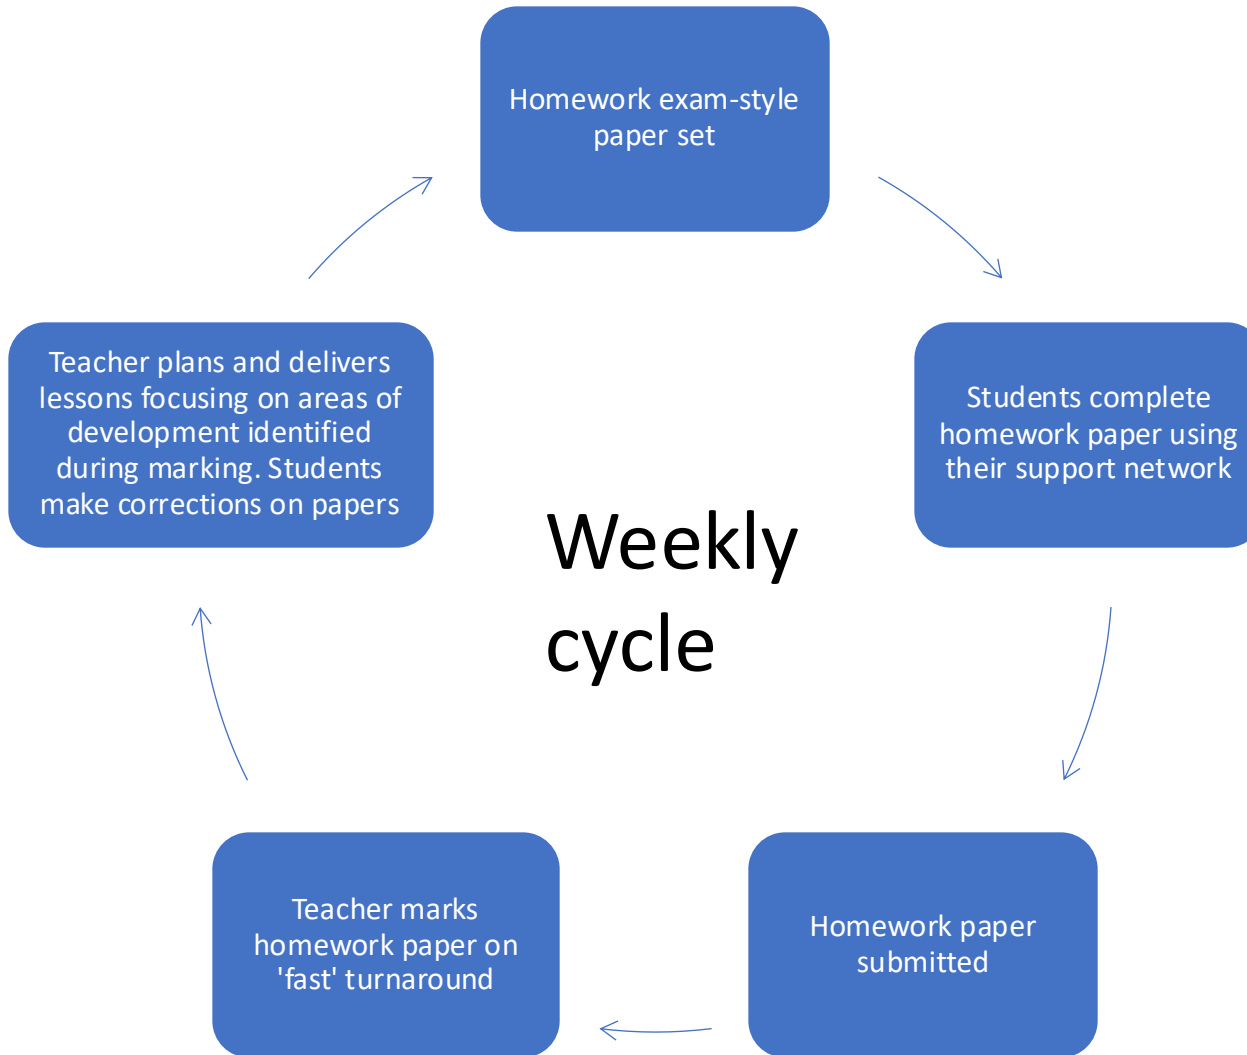 Homework exam-style
paper set
Students complete
homework paper using
their support network
Homework paper
submitted
Teacher marks
homework paper on
'fast' turnaround
Teacher plans and delivers
lessons focusing on areas of
development identified
during marking. Students
make corrections on papers
Weekly
cycle